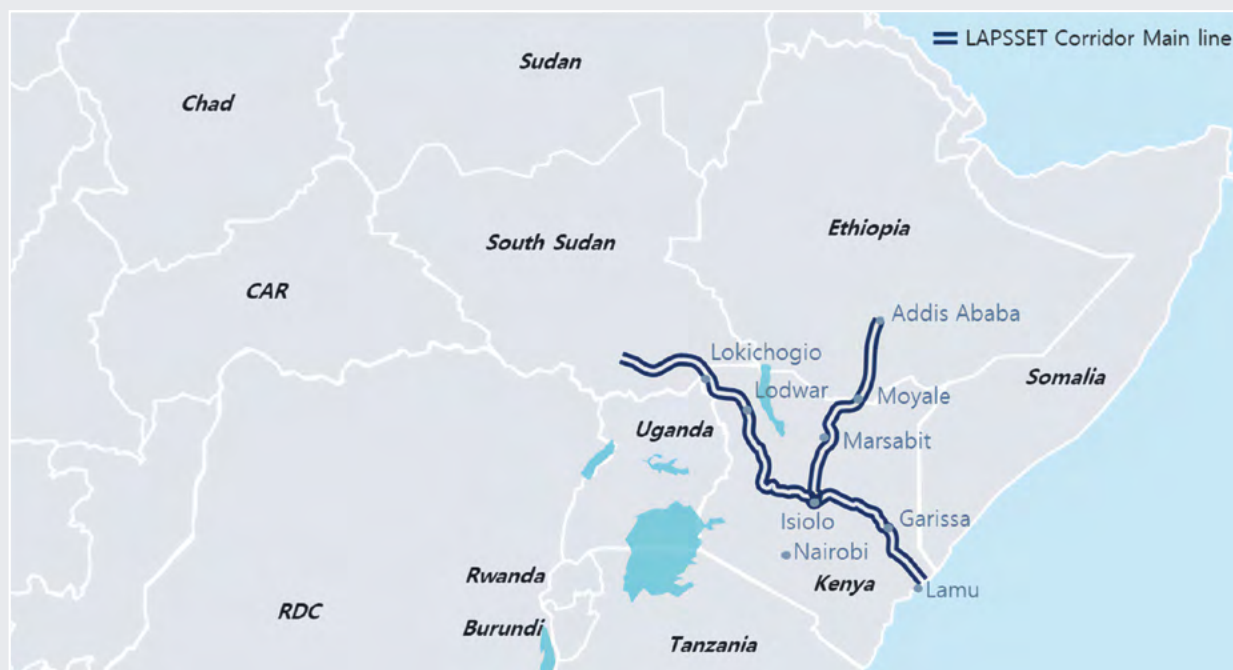 LAPSSET Corridor Main line
Sudan
Chad
Ethiopia
South Sudan
CAR
Addis Ababa
Lokichogio
Somalia
Lodwar
Moyale
Uganda
Marsabit
Isiolo
Garissa
Nairobi
Rwanda
Kenya
Lamu
RDC
Burundi
Tanzania